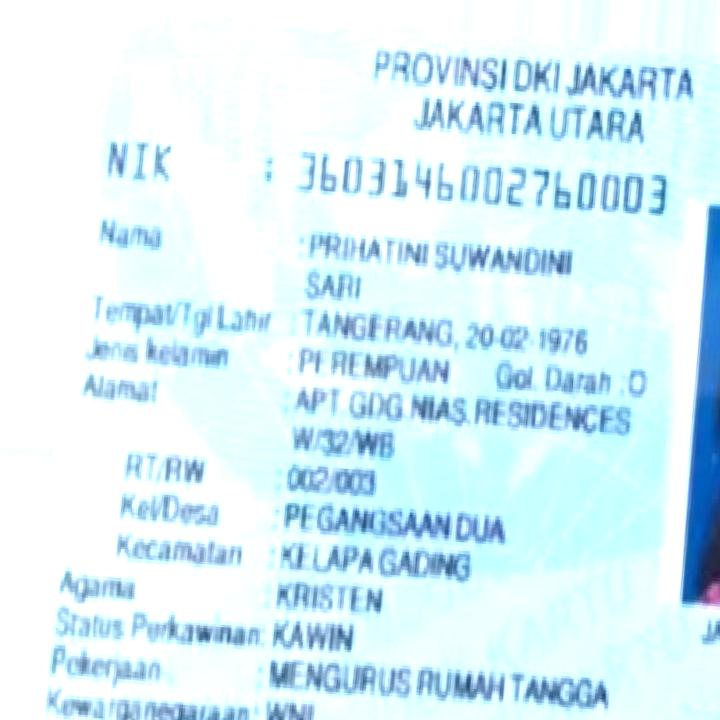 PROVINSI DKI JAKARTA
JAKARTA UTARA
NIK : 3603146002760003
Nama : PRIHATINI SUWANDINI
SARI
Tempat/Tgl Lahir : TANGERANG, 20-02-1976
Jenis kelamin : PEREMPUAN Gol. Darah : O
Alamat : APT. GDG NIAS RESIDENCES
W/32/WB
RT/RW : 002/003
Kel/Desa : PEGANGSAAN DUA
Kecamatan : KELAPA GADING
Agama : KRISTEN
Status Perkawinan: KAWIN
Pekerjaan : MENGURUS RUMAH TANGGA
Kewarganegaraan: WNI